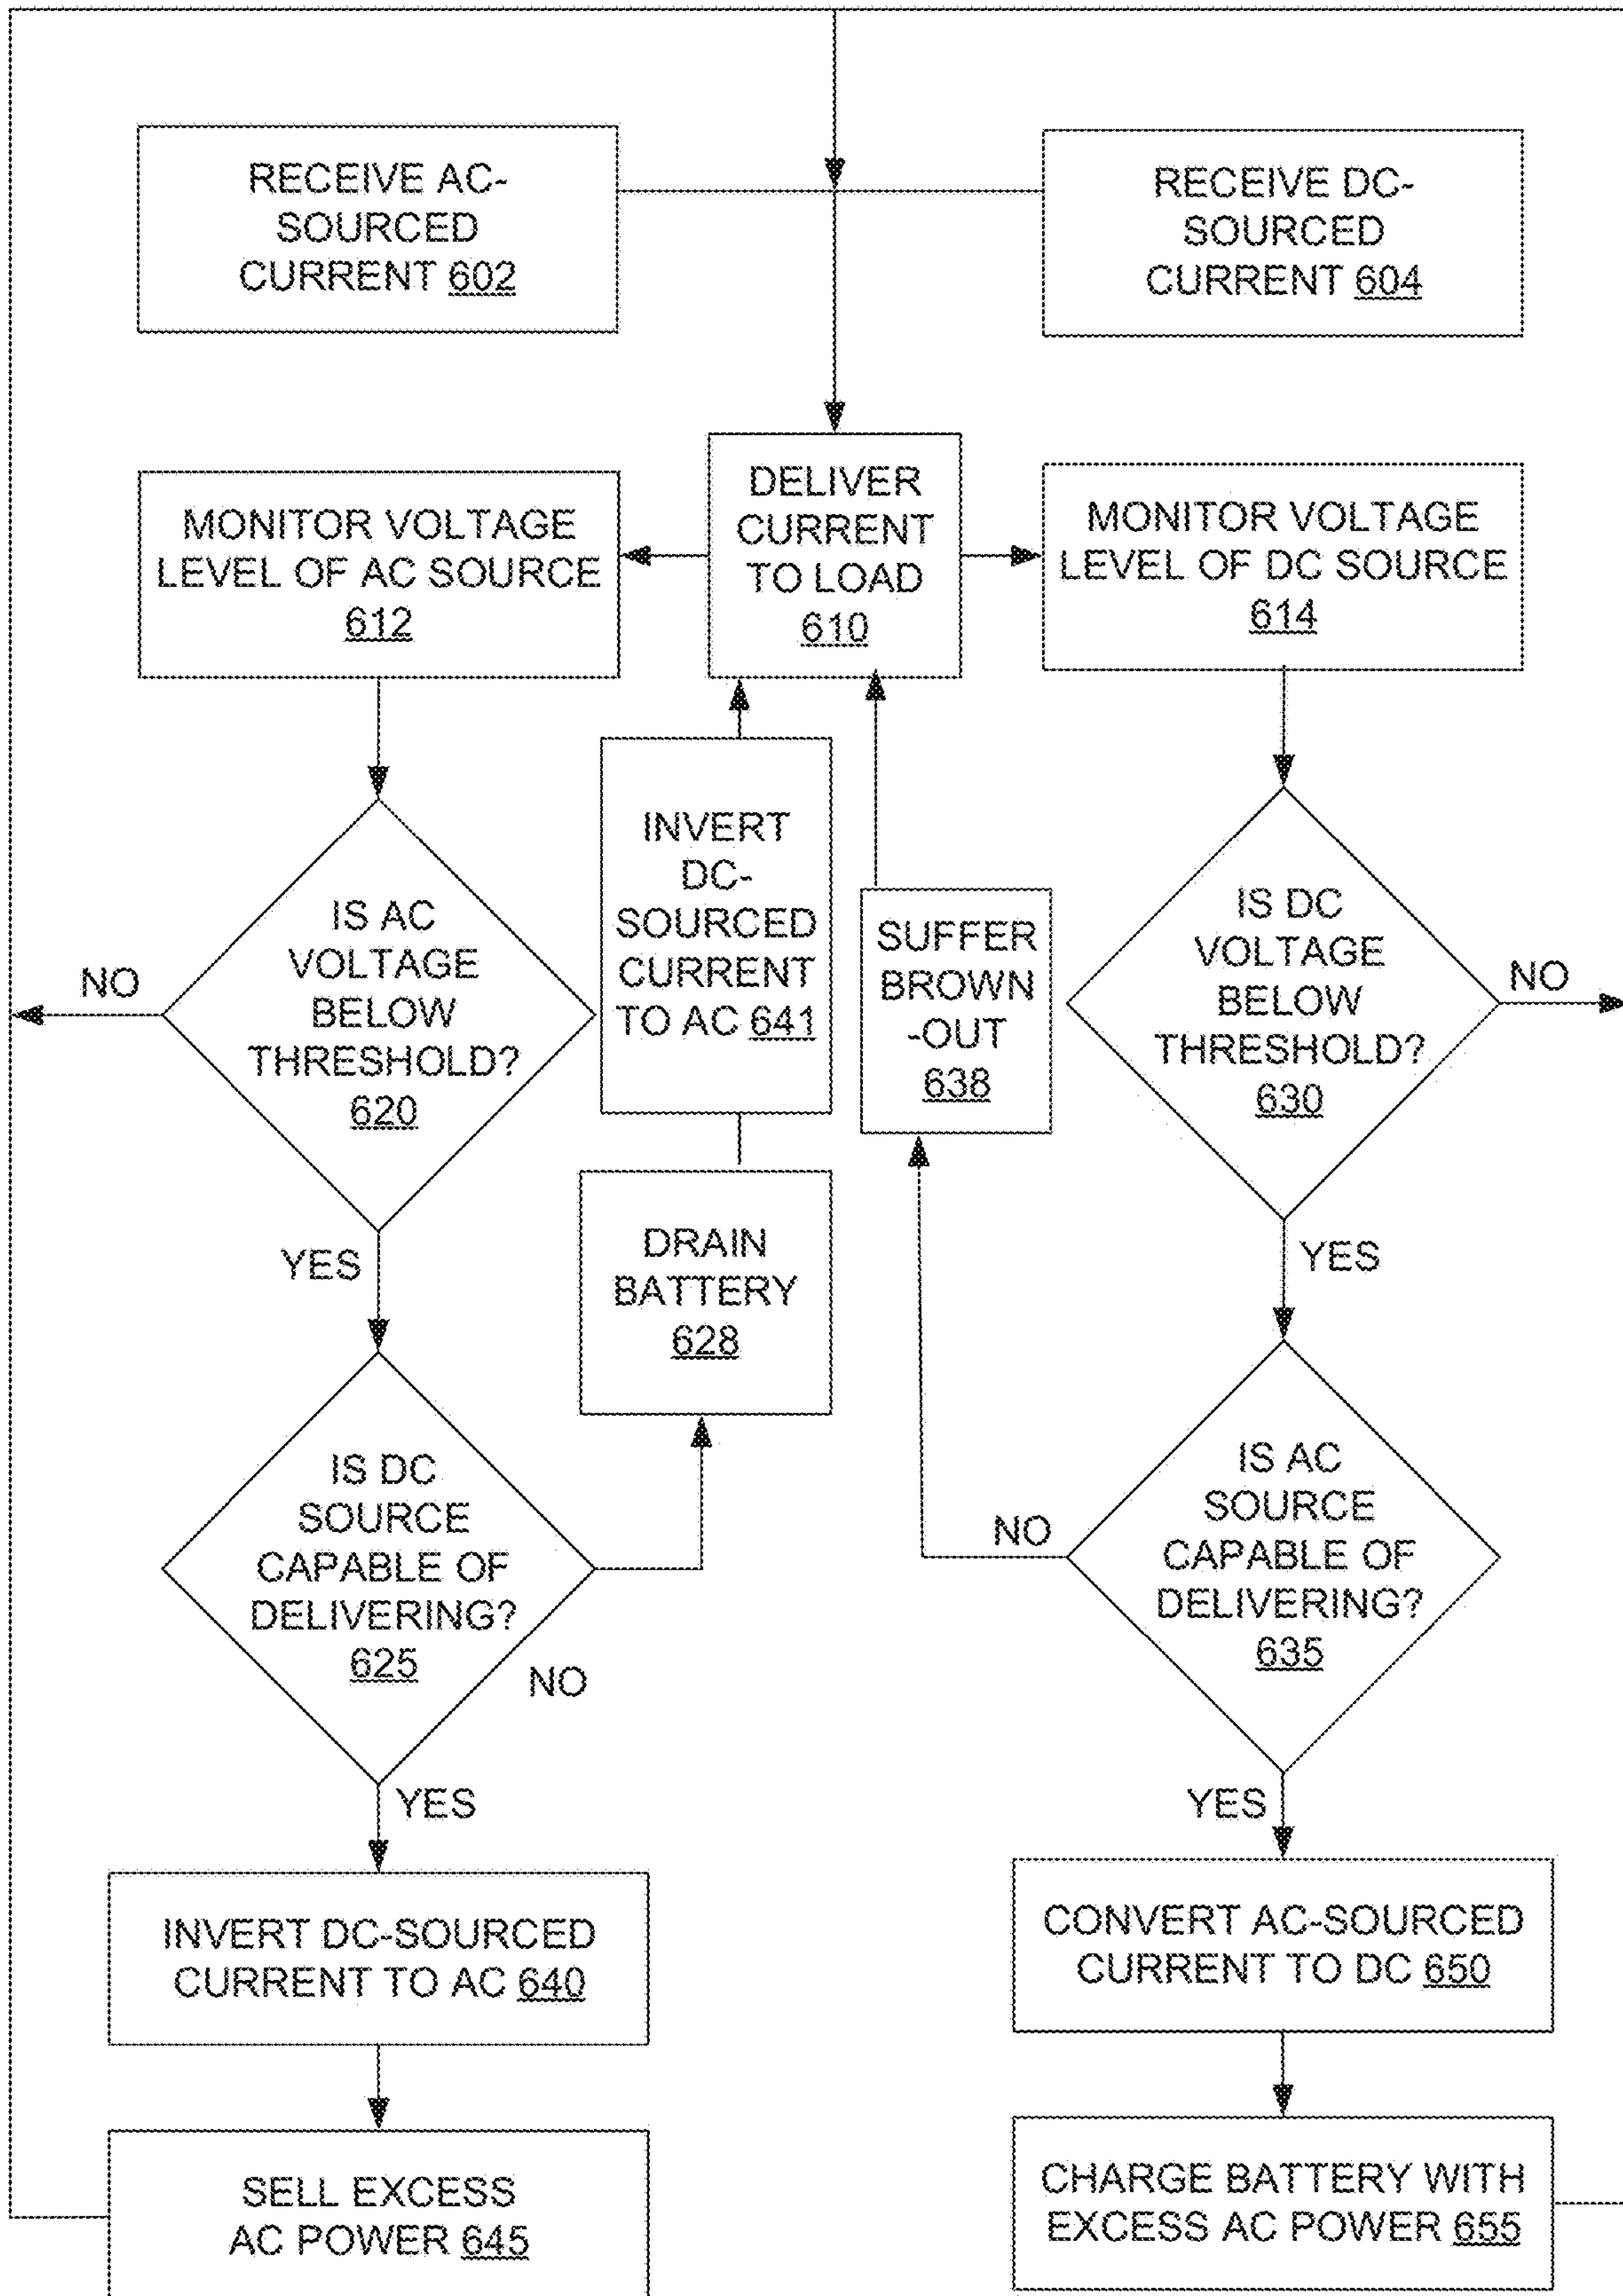 RECEIVE AC-
SOURCED
CURRENT 602
RECEIVE DC-
SOURCED
CURRENT 604
MONITOR VOLTAGE
LEVEL OF AC SOURCE
612
DELIVER
CURRENT
TO LOAD
610
MONITOR VOLTAGE
LEVEL OF DC SOURCE
614
IS AC
VOLTAGE
BELOW
THRESHOLD?
620
NO
YES
INVERT
DC-
SOURCED
CURRENT
TO AC 641
SUFFER
BROWN
-OUT
638
IS DC
VOLTAGE
BELOW
THRESHOLD?
630
NO
YES
DRAIN
BATTERY
628
IS DC
SOURCE
CAPABLE OF
DELIVERING?
625
NO
YES
IS AC
SOURCE
CAPABLE OF
DELIVERING?
635
NO
YES
INVERT DC-SOURCED
CURRENT TO AC 640
CONVERT AC-SOURCED
CURRENT TO DC 650
SELL EXCESS
AC POWER 645
CHARGE BATTERY WITH
EXCESS AC POWER 655